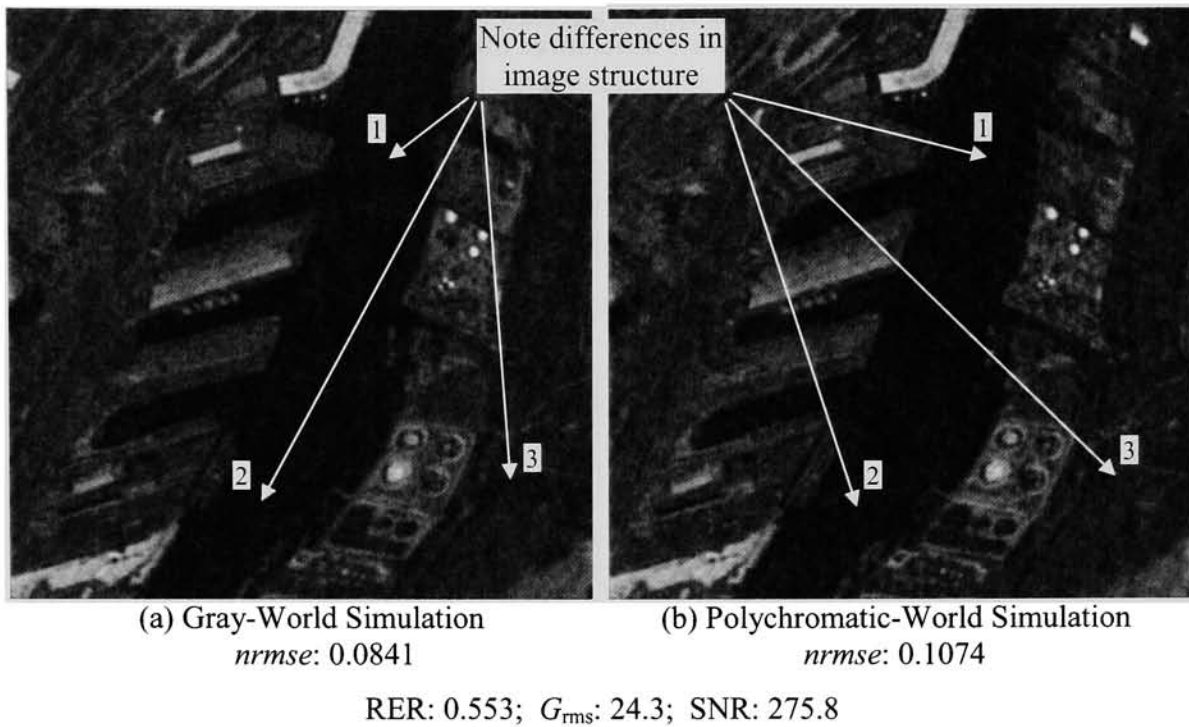 Note differences in
image structure
1
1
2
3
2
3
(a) Gray-World Simulation
nrmse: 0.0841
(b) Polychromatic-World Simulation
nrmse: 0.1074
RER: 0.553; Grms: 24.3; SNR: 275.8